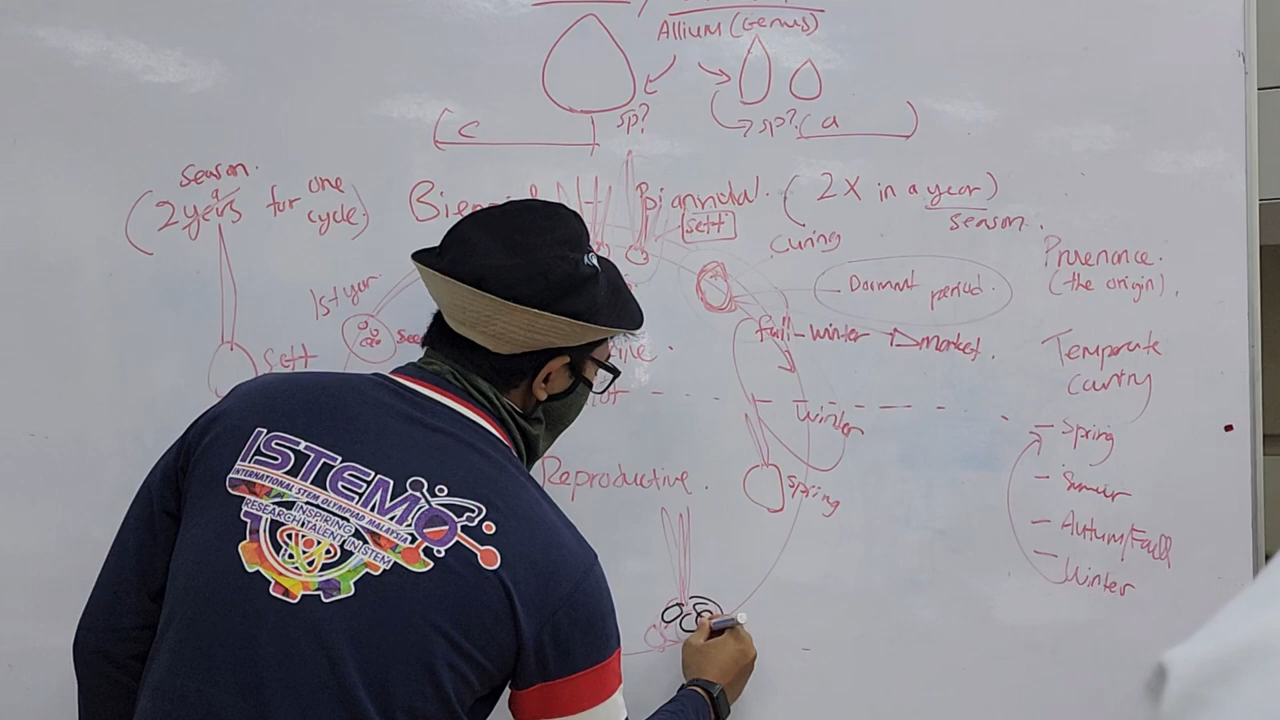 Allium (Genus)
sp?
sp? ( a )
( c )
season.
(2 years for one
cycle)
Biannual. (2X in a year)
season.
sett
Curing
Provenance.
(the origin).
1st year
Dormant period.
fall-winter market.
Temperate
country
sett
winter
Spring
Summer
Autumn/Fall
Winter
Reproductive.
spring
ISTEMO
INTERNATIONAL STEM OLYMPIAD MALAYSIA
INSPIRING
RESEARCH TALENT IN STEM